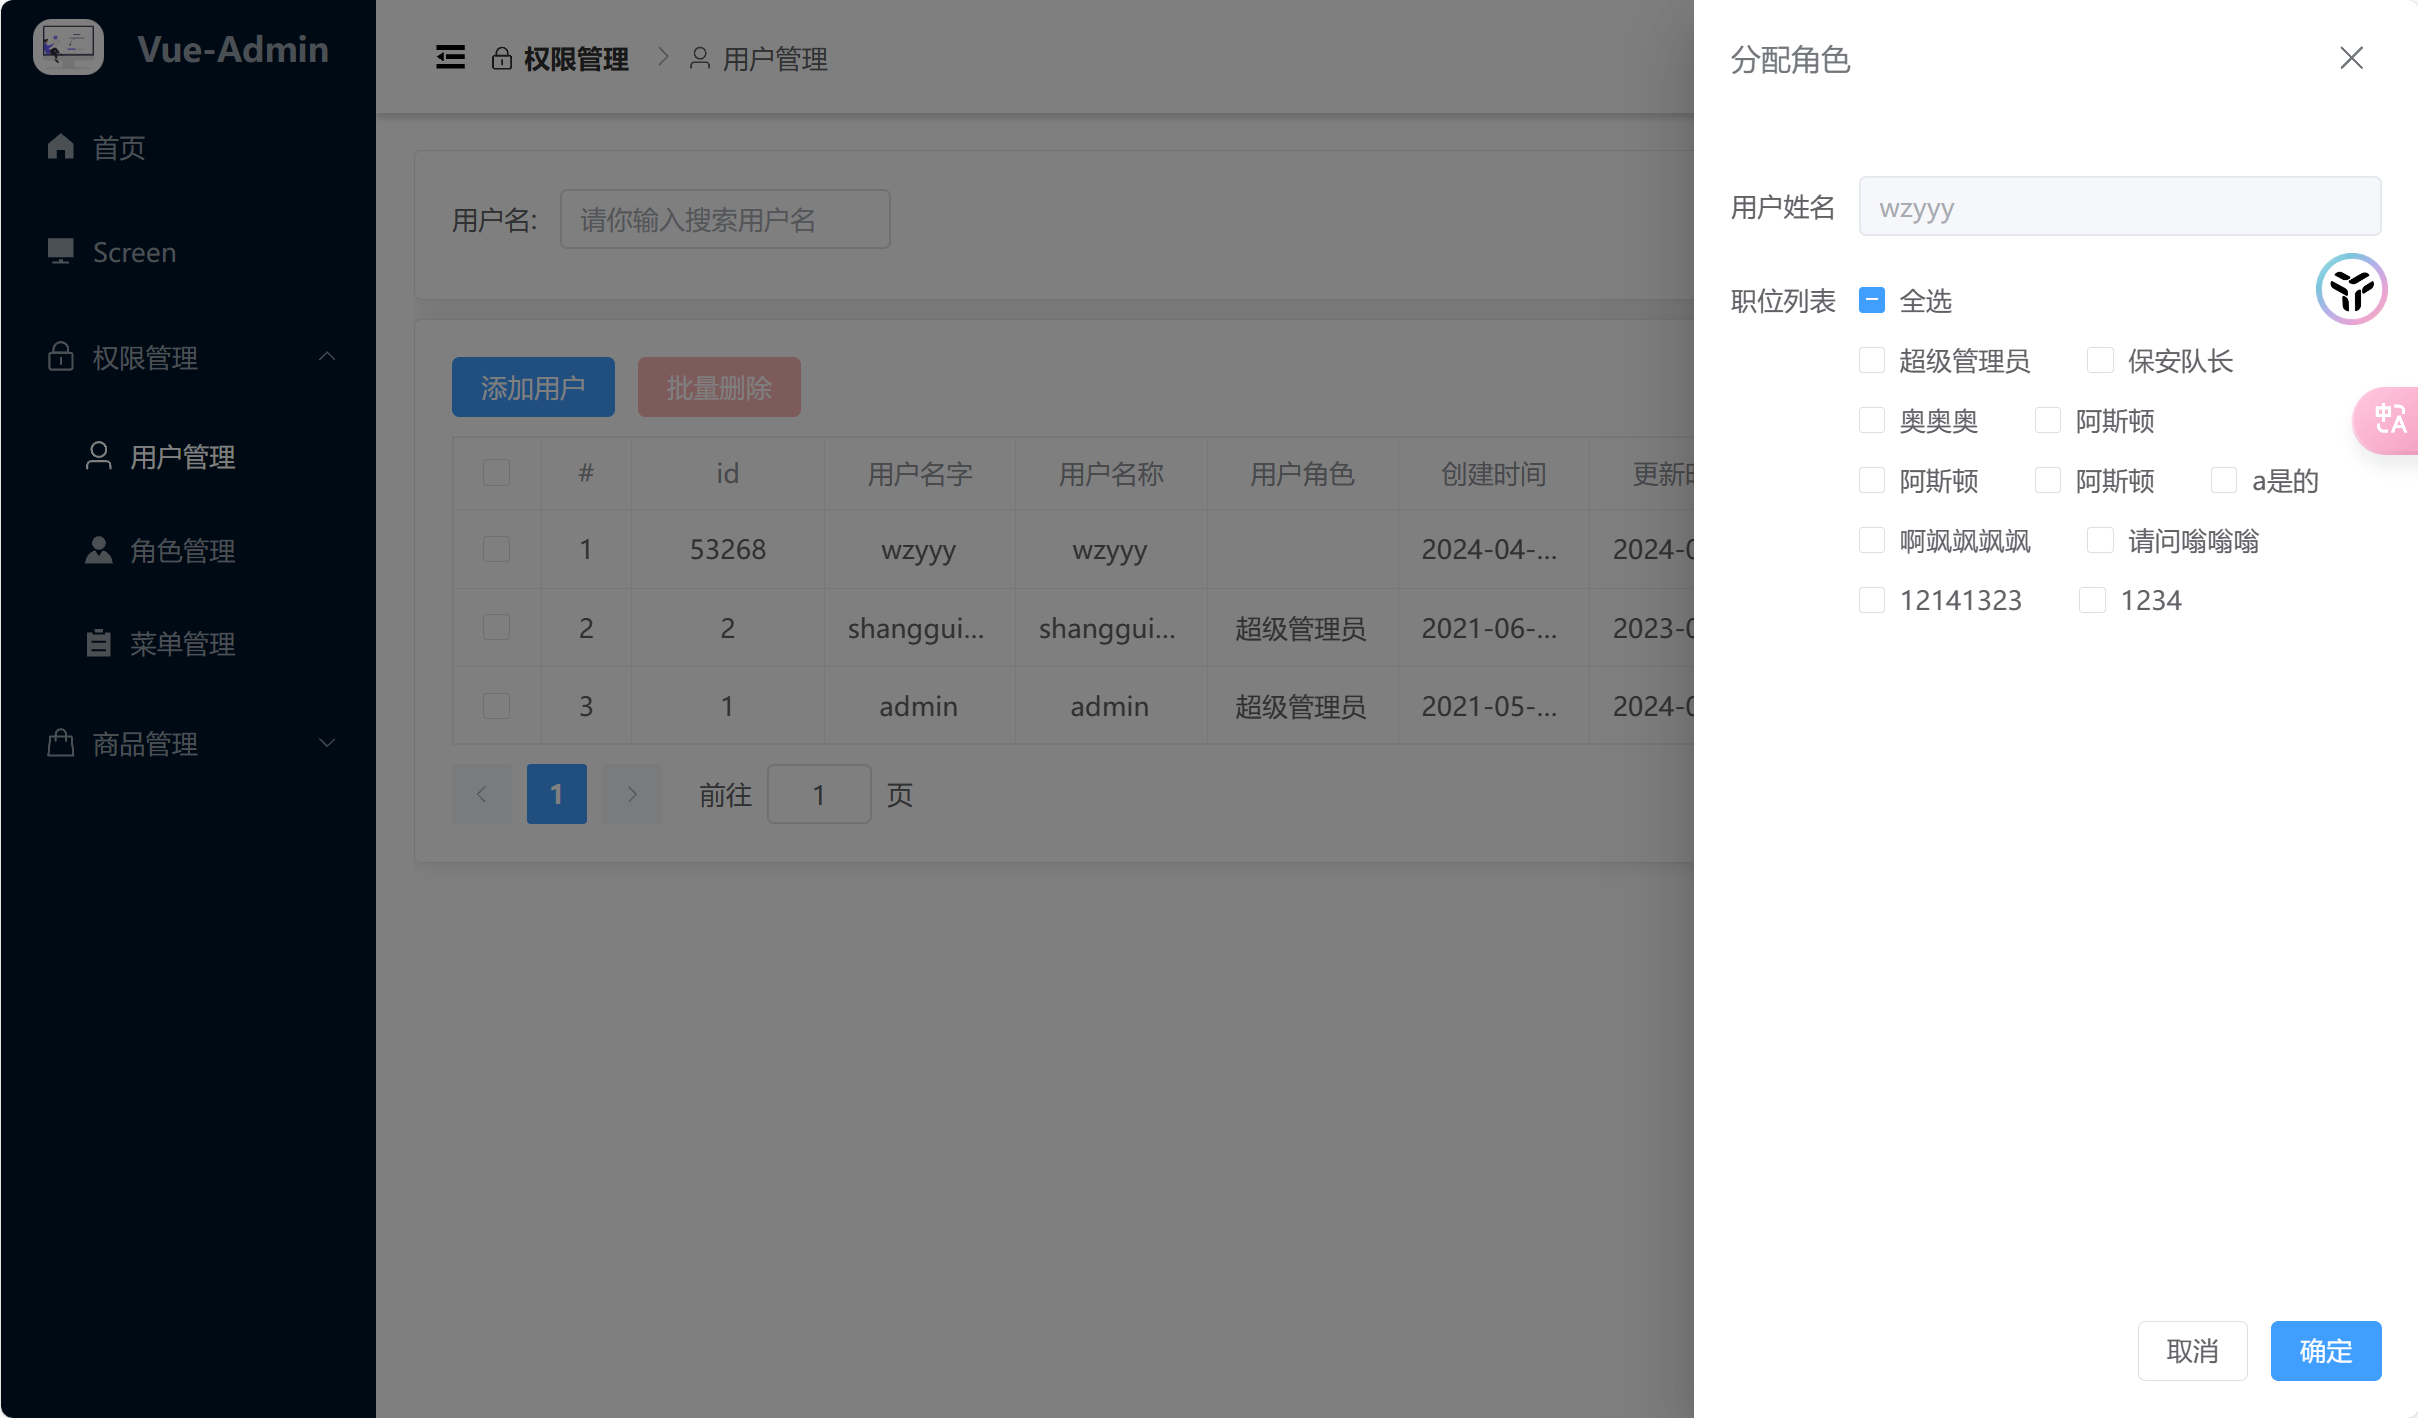 Vue-Admin
首页
Screen
权限管理
用户管理
角色管理
菜单管理
商品管理
权限管理 用户管理
用户名: 请你输入搜索用户名
添加用户 批量删除
# id 用户名字 用户名称 用户角色 创建时间
1 53268 wzyyy wzyyy 2024-04-... 2024-0
2 2 shanggui... shanggui... 超级管理员 2021-06-... 2023-0
3 1 admin admin 超级管理员 2021-05-... 2024-0
1 前往 1 页
分配角色
用户姓名 wzyyy
职位列表 全选
超级管理员 保安队长
奥奥奥 阿斯顿
阿斯顿 阿斯顿 a是的
啊飒飒飒飒 请问嗡嗡嗡
12141323 1234
取消 确定